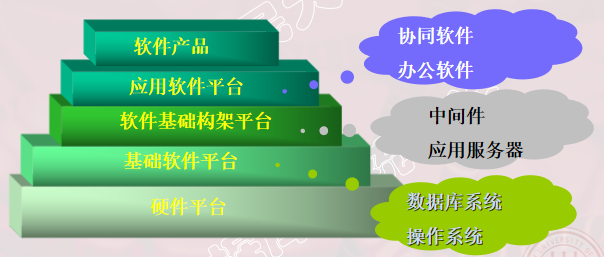 软件产品
应用软件平台
软件基础构架平台
基础软件平台
硬件平台
协同软件
办公软件
中间件
应用服务器
数据库系统
操作系统